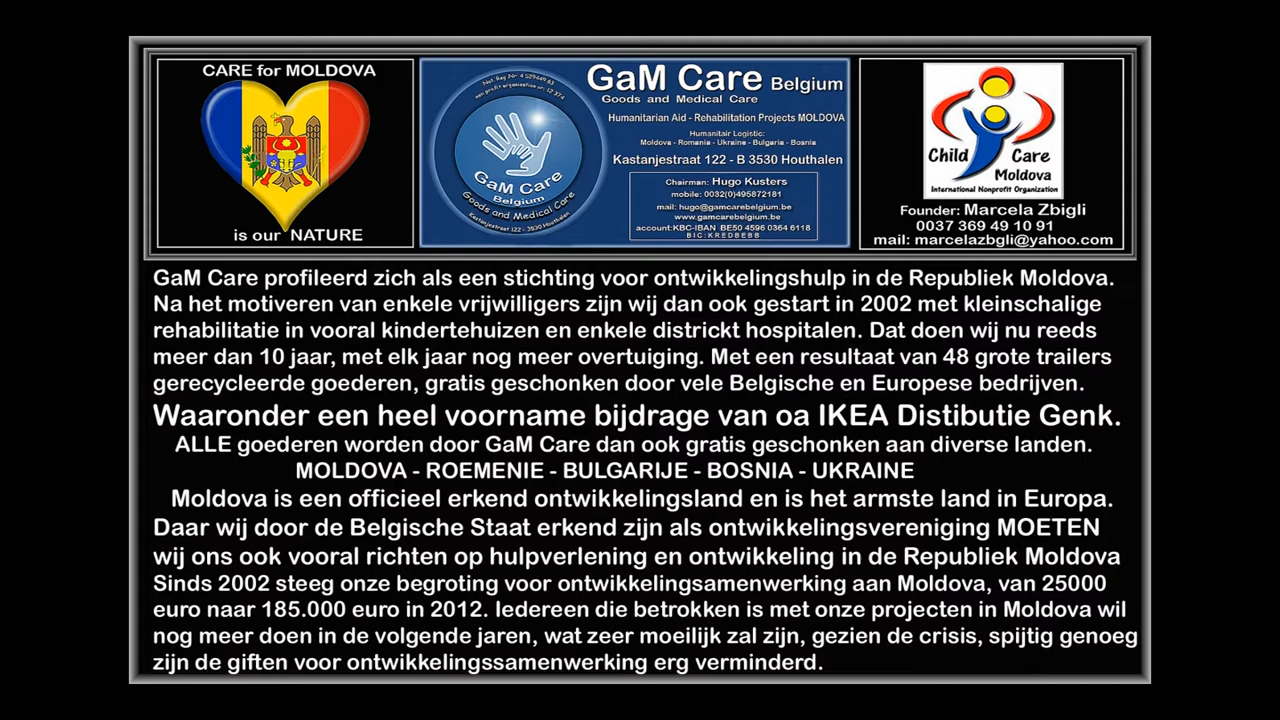 CARE for MOLDOVA
is our NATURE
Nat. Reg. Nr. 4 529449.63
GaM Care
Belgium
Goods and Medical Care
Kastanjestraat 122 - 3530 Houthalen
GaM Care Belgium
Goods and Medical Care
Humanitarian Aid - Rehabilitation Projects MOLDOVA
Humanitair Logistic:
Moldova - Romania - Ukraine - Bulgaria - Bosnia
Kastanjestraat 122 - B 3530 Houthalen
Chairman: Hugo Kusters
mobile: 0032(0)495872181
mail: hugo@gamcarebelgium.be
www.gamcarebelgium.be
account:KBC-IBAN BE50 4596 0364 6118
BIC:KREDBEBB
Child Care
Moldova
International Nonprofit Organization
Founder: Marcela Zbigli
0037 369 49 10 91
mail: marcelazbgli@yahoo.com
GaM Care profileerd zich als een stichting voor ontwikkelingshulp in de Republiek Moldova.
Na het motiveren van enkele vrijwilligers zijn wij dan ook gestart in 2002 met kleinschalige
rehabilitatie in vooral kindertehuizen en enkele districkt hospitalen. Dat doen wij nu reeds
meer dan 10 jaar, met elk jaar nog meer overtuiging. Met een resultaat van 48 grote trailers
gerecycleerde goederen, gratis geschonken door vele Belgische en Europese bedrijven.
Waaronder een heel voorname bijdrage van oa IKEA Distibutie Genk.
ALLE goederen worden door GaM Care dan ook gratis geschonken aan diverse landen.
MOLDOVA - ROEMENIE - BULGARIJE - BOSNIA - UKRAINE
Moldova is een officieel erkend ontwikkelingsland en is het armste land in Europa.
Daar wij door de Belgische Staat erkend zijn als ontwikkelingsvereniging MOETEN
wij ons ook vooral richten op hulpverlening en ontwikkeling in de Republiek Moldova
Sinds 2002 steeg onze begroting voor ontwikkelingsamenwerking aan Moldova, van 25000
euro naar 185.000 euro in 2012. Iedereen die betrokken is met onze projecten in Moldova wil
nog meer doen in de volgende jaren, wat zeer moeilijk zal zijn, gezien de crisis, spijtig genoeg
zijn de giften voor ontwikkelingssamenwerking erg verminderd.